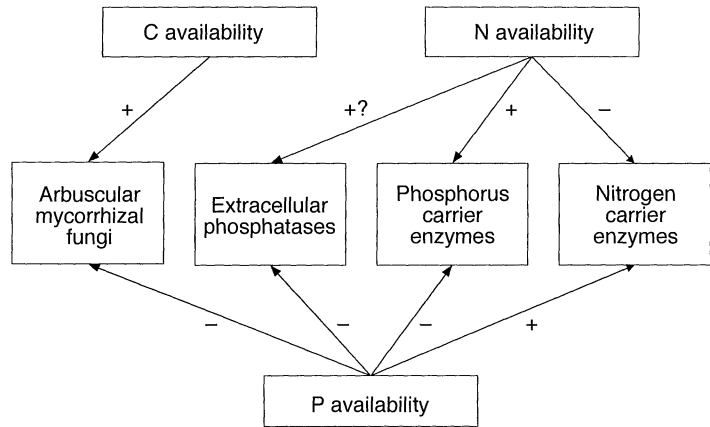 C availability
N availability
+
+?
+
–
Arbuscular
mycorrhizal
fungi
Extracellular
phosphatases
Phosphorus
carrier
enzymes
Nitrogen
carrier
enzymes
–
–
–
+
P availability